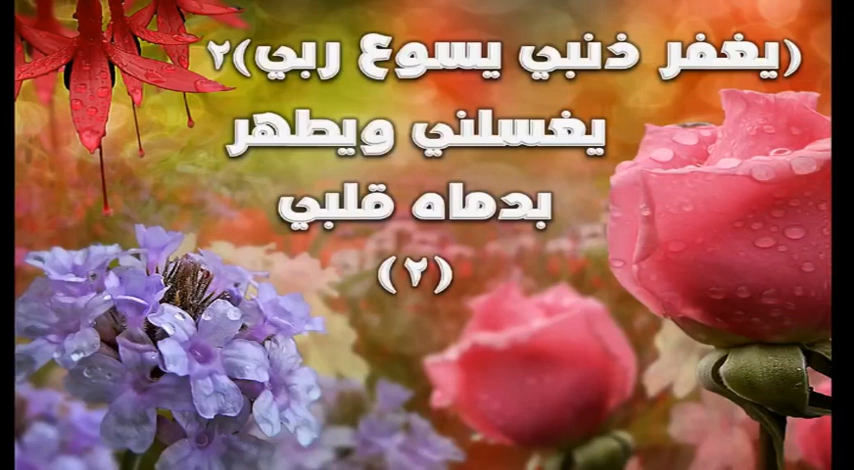 (يغفر ذنبي يسوع ربي)٢
يغسلني ويطهر
بدماه قلبي
(٢)